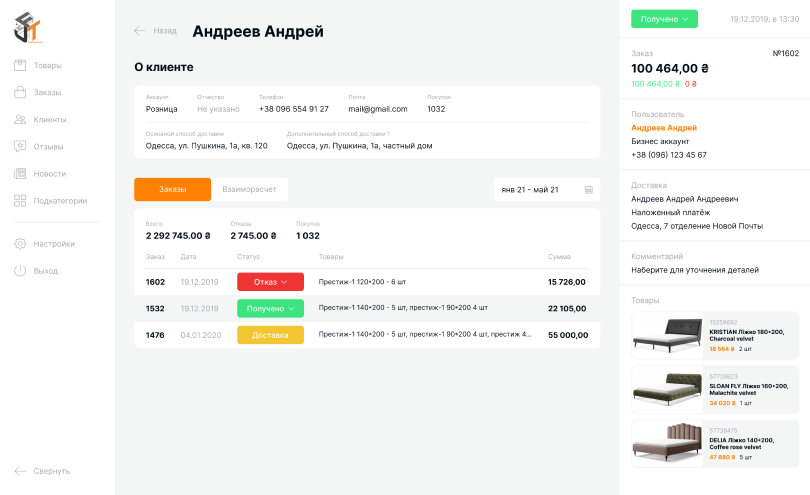 Товары
Заказы
Клиенты
Отзывы
Новости
Подкатегории
Настройки
Выход
Свернуть
Назад
Андреев Андрей
О клиенте
Аккаунт Отчество Телефон Почта Покупок
Розница Не указано +38 096 554 91 27 mail@gmail.com 1032
Основной способ доставки Дополнительный способ доставки 1
Одесса, ул. Пушкина, 1а, кв. 120 Одесса, ул. Пушкина, 1а, частный дом
Заказы Взаиморасчет янв 21 - май 21
Всего Отказы Покупок
2 292 745.00 ₴ 2 745.00 ₴ 1 032
Заказ Дата Статус Товары Сумма
1602 19.12.2019 Отказ Престиж-1 120*200 - 6 шт 15 726,00
1532 19.12.2019 Получено Престиж-1 140*200 - 5 шт, престиж-1 90*200 4 шт 22 105,00
1476 04.01.2020 Доставка Престиж-1 140*200 - 5 шт, престиж-1 90*200 4 шт, престиж 4... 55 000,00
Получено 19.12.2019, в 13:30
Заказ №1602
100 464,00 ₴
100 464,00 ₴ 0 ₴
Пользователь
Андреев Андрей
Бизнес аккаунт
+38 (096) 123 45 67
Доставка
Андреев Андрей Андреевич
Наложенный платёж
Одесса, 7 отделение Новой Почты
Комментарий
Наберите для уточнения деталей
Товары
15259692
KRISTIAN Ліжко 180*200,
Charcoal velvet
18 564 ₴ 2 шт
57728823
SLOAN FLY Ліжко 160*200,
Malachite velvet
34 020 ₴ 1 шт
57738475
DELIA Ліжко 140*200,
Coffee rose velvet
47 880 ₴ 5 шт